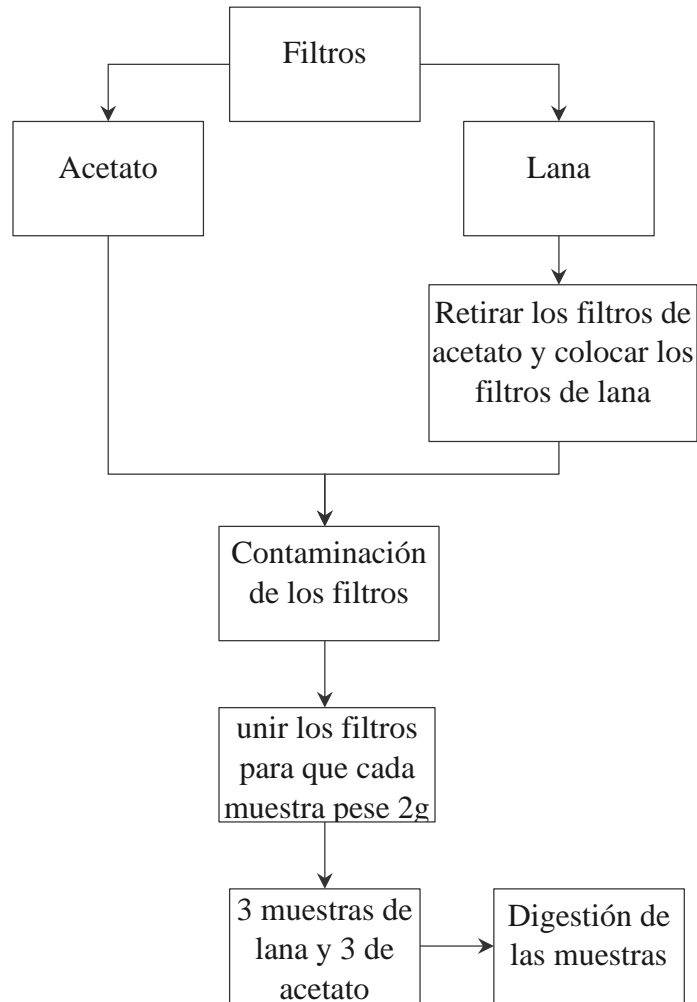 Filtros
Acetato
Lana
Retirar los filtros de
acetato y colocar los
filtros de lana
Contaminación
de los filtros
unir los filtros
para que cada
muestra pese 2g
3 muestras de
lana y 3 de
acetato
Digestión de
las muestras